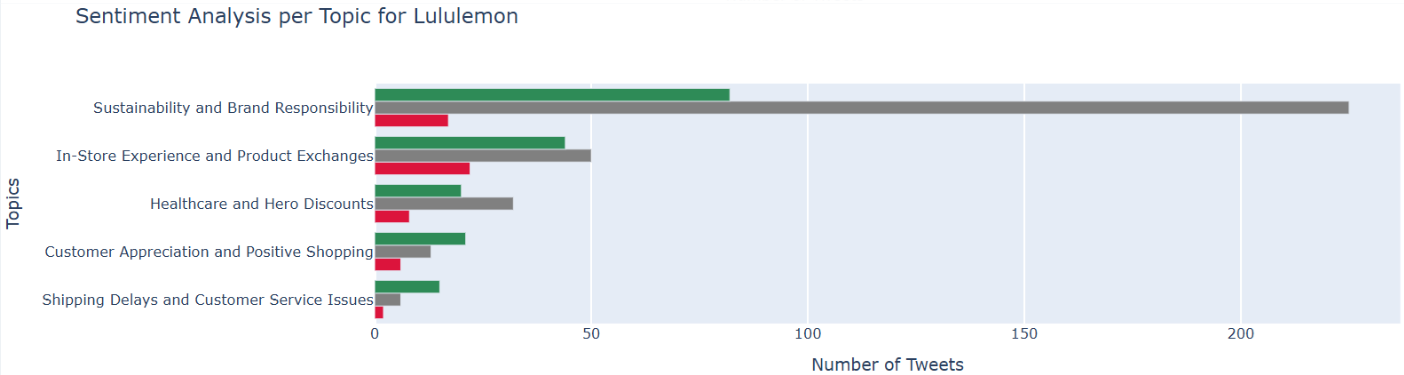 Sentiment Analysis per Topic for Lululemon
Sustainability and Brand Responsibility
In-Store Experience and Product Exchanges
Healthcare and Hero Discounts
Customer Appreciation and Positive Shopping
Shipping Delays and Customer Service Issues
Topics
0 50 100 150 200
Number of Tweets